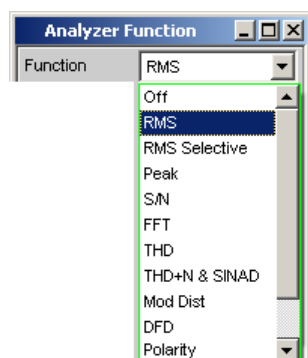 Analyzer Function
Function RMS
Off
RMS
RMS Selective
Peak
S/N
FFT
THD
THD+N & SINAD
Mod Dist
DFD
Polarity